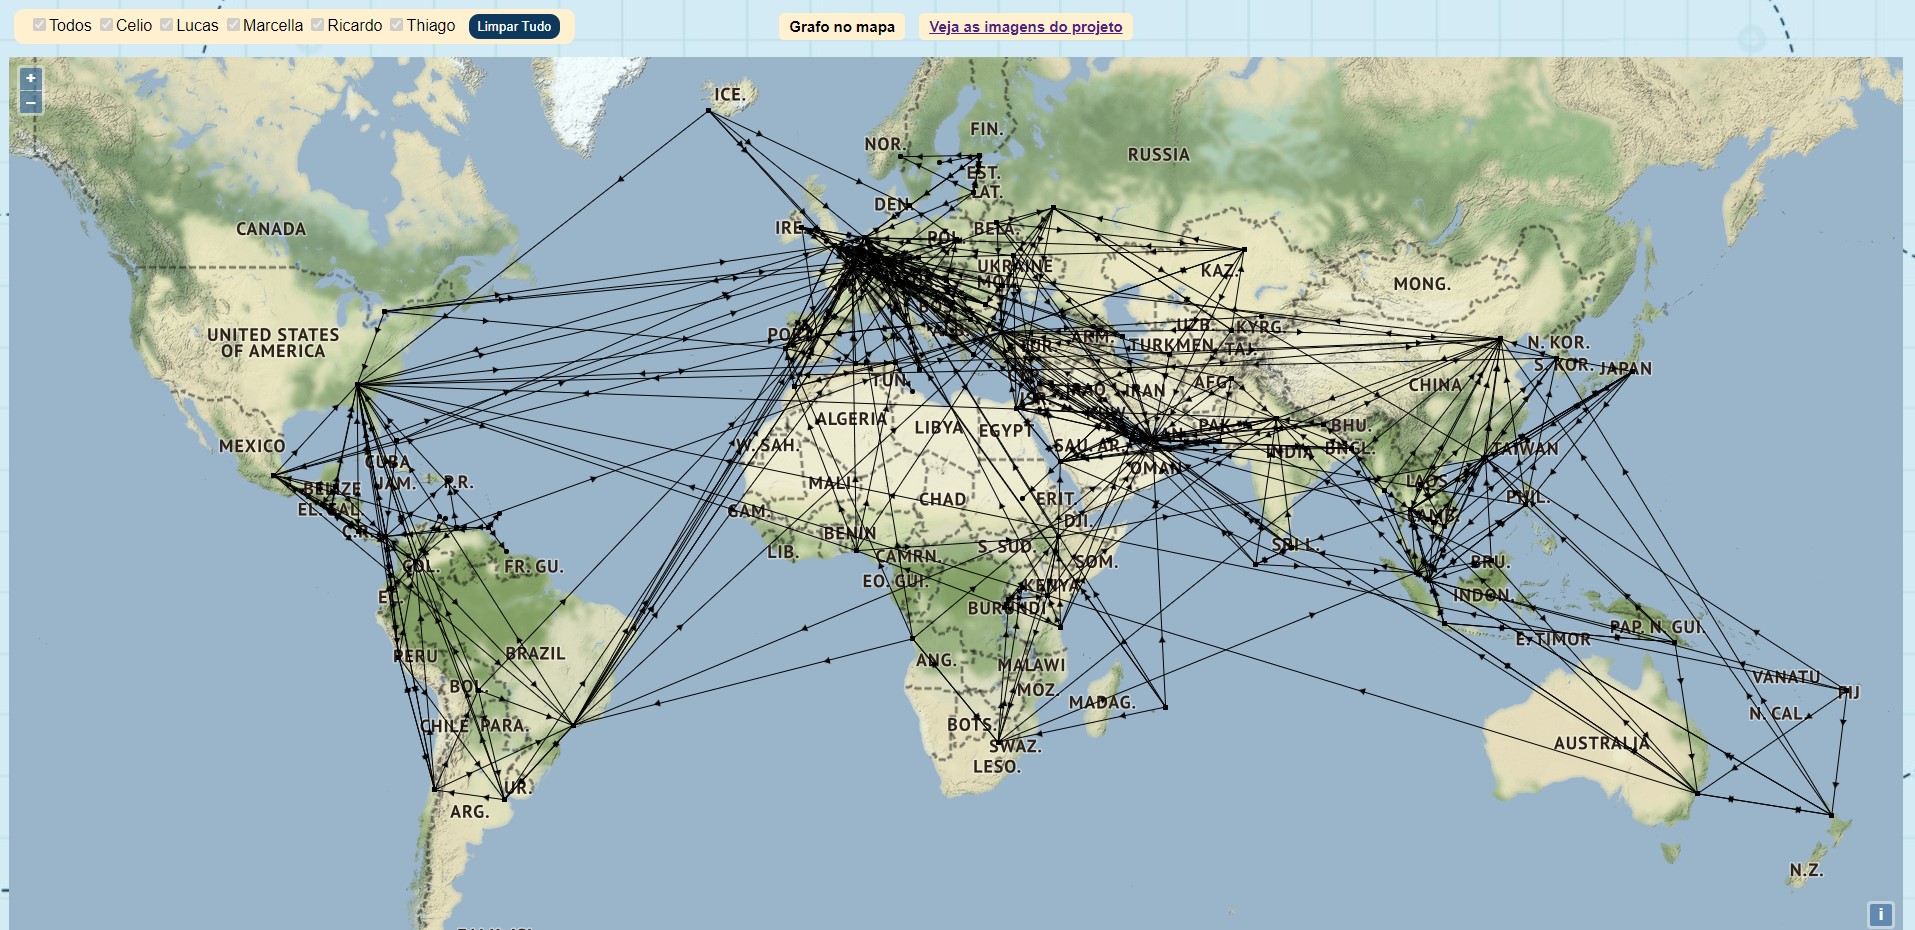 Todos Celio Lucas Marcella Ricardo Thiago Limpar Tudo
Grafo no mapa
Veja as imagens do projeto
+
−
ICE.
FIN.
NOR.
RUSSIA
EST.
LAT.
DEN.
CANADA
IRE.
POL.
BELA.
UKRAINE
KAZ.
MONG.
UNITED STATES
OF AMERICA
UZB.
KYRG.
ARM.
TURKMEN.
TAJ.
N. KOR.
S. KOR.
JAPAN
TUN.
IRAQ
IRAN
AFG.
CHINA
ALGERIA
LIBYA
EGYPT
KUW.
PAK.
BHU.
MEXICO
W. SAH.
SAU. AR.
INDIA
BNGL.
TAIWAN
CUBA
OMAN
JAM.
P.R.
BELIZE
MALI
CHAD
ERIT.
LAOS
PHIL.
EL. SAL.
GAM.
DJI.
CAMB.
C.R.
BENIN
S. SUD.
SRI L.
LIB.
CAMRN.
SOM.
BRU.
COL.
FR. GU.
EQ. GUI.
KENYA
INDON.
BURUNDI
E. TIMOR
PAP. N. GUI.
PERU
BRAZIL
ANG.
MALAWI
VANATU
BOL.
MOZ.
MADAG.
FIJ
N. CAL.
CHILE
PARA.
BOTS.
SWAZ.
AUSTRALIA
LESO.
UR.
ARG.
N.Z.
i